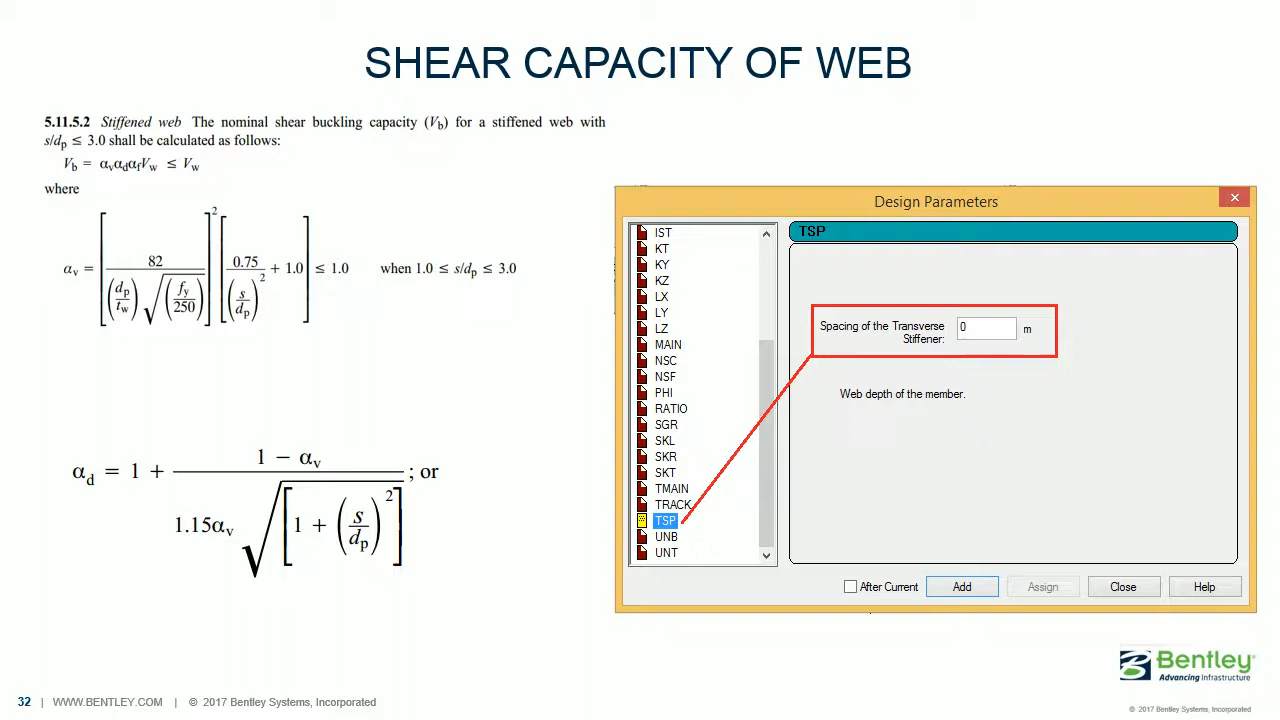 SHEAR CAPACITY OF WEB
5.11.5.2 Stiffened web The nominal shear buckling capacity (Vb) for a stiffened web with
s/dp ≤ 3.0 shall be calculated as follows:
Vb = αvαdαfVw ≤ Vw
where
αv = [82 / ((dp/tw) √(fy/250))]² [0.75/(s/dp)² + 1.0] ≤ 1.0 when 1.0 ≤ s/dp ≤ 3.0
αd = 1 + (1 − αv) / (1.15αv √[1 + (s/dp)²]) ; or
Design Parameters
IST
KT
KY
KZ
LX
LY
LZ
MAIN
NSC
NSF
PHI
RATIO
SGR
SKL
SKR
SKT
TMAIN
TRACK
TSP
UNB
UNT
TSP
Spacing of the Transverse
Stiffener: 0 m
Web depth of the member.
After Current Add Assign Close Help
Bentley®
Advancing Infrastructure
32 | WWW.BENTLEY.COM | © 2017 Bentley Systems, Incorporated
© 2017 Bentley Systems, Incorporated